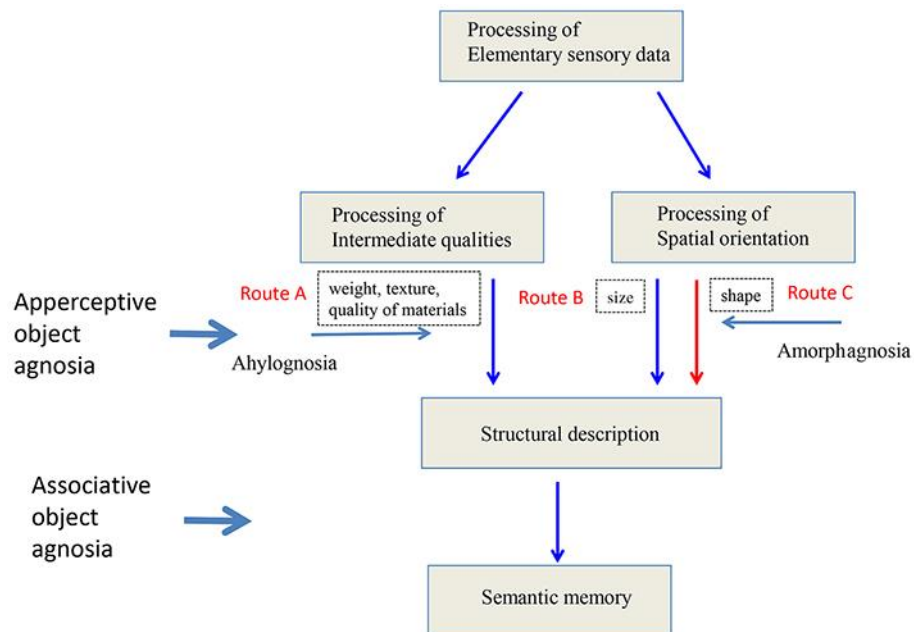 Processing of
Elementary sensory data
Processing of
Intermediate qualities
Processing of
Spatial orientation
Apperceptive
object
agnosia
Route A
weight, texture,
quality of materials
Ahylognosia
Route B
size
shape
Route C
Amorphagnosia
Structural description
Associative
object
agnosia
Semantic memory